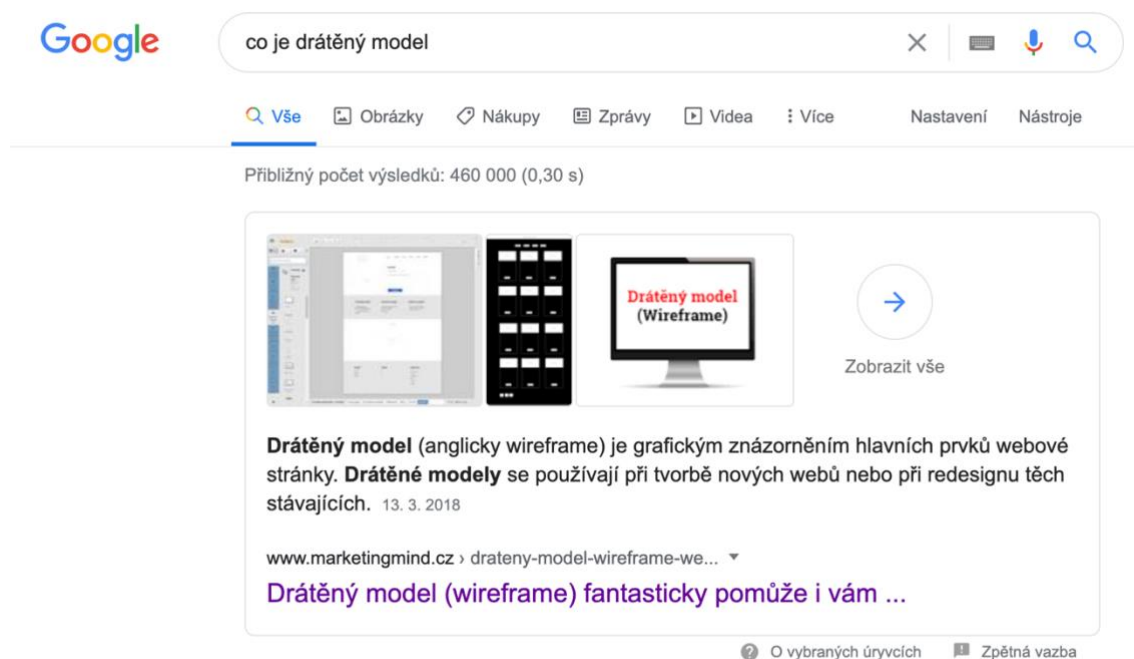 Google
co je drátěný model
Vše Obrázky Nákupy Zprávy Videa Více Nastavení Nástroje
Přibližný počet výsledků: 460 000 (0,30 s)
Drátěný model
(Wireframe)
Zobrazit vše
Drátěný model (anglicky wireframe) je grafickým znázorněním hlavních prvků webové
stránky. Drátěné modely se používají při tvorbě nových webů nebo při redesignu těch
stávajících. 13. 3. 2018
www.marketingmind.cz › drateny-model-wireframe-we...
Drátěný model (wireframe) fantasticky pomůže i vám ...
O vybraných úryvcích Zpětná vazba